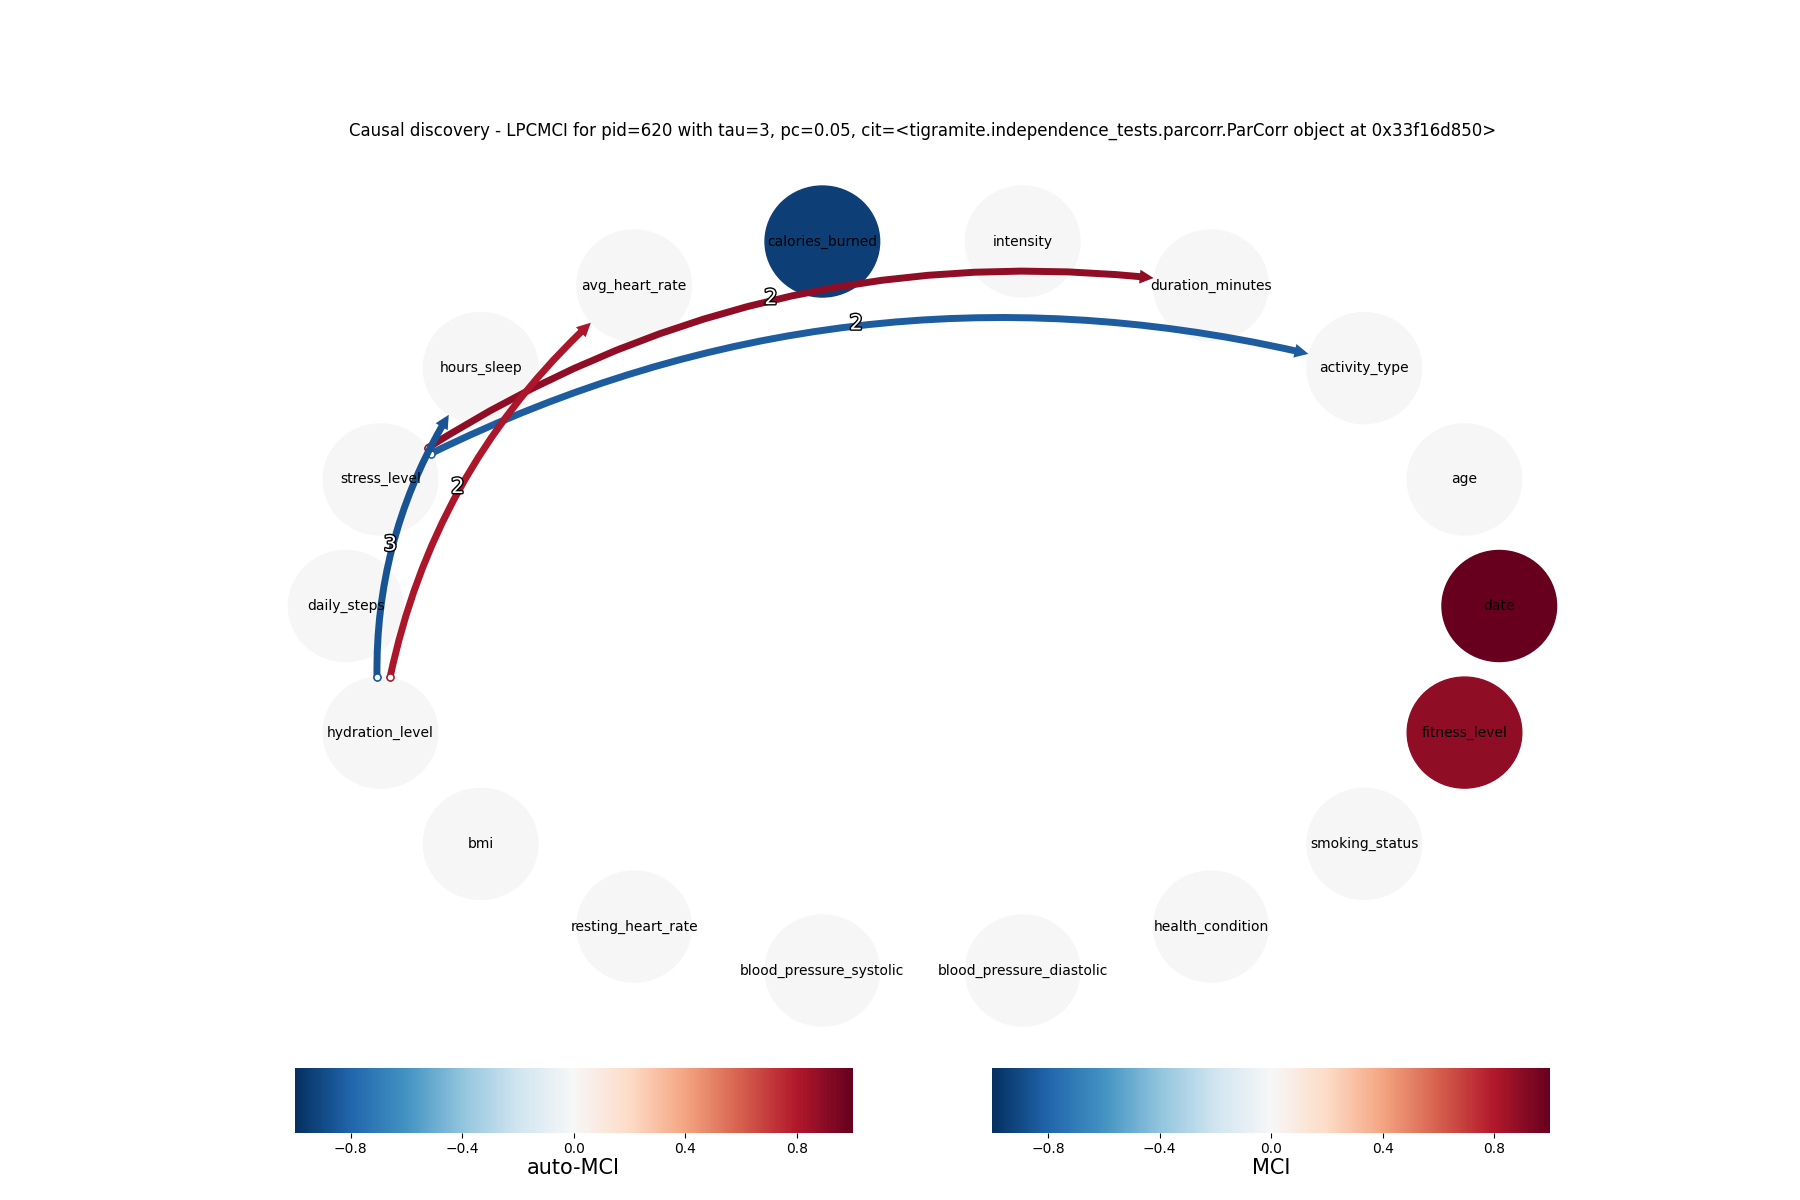 Causal discovery - LPCMCI for pid=620 with tau=3, pc=0.05, cit=<tigramite.independence_tests.parcorr.ParCorr object at 0x33f16d850>
calories_burned
intensity
avg_heart_rate
duration_minutes
2
2
hours_sleep
activity_type
stress_level
2
age
3
daily_steps
date
hydration_level
fitness_level
bmi
smoking_status
resting_heart_rate
health_condition
blood_pressure_systolic
blood_pressure_diastolic
−0.8 −0.4 0.0 0.4 0.8
auto-MCI
−0.8 −0.4 0.0 0.4 0.8
MCI